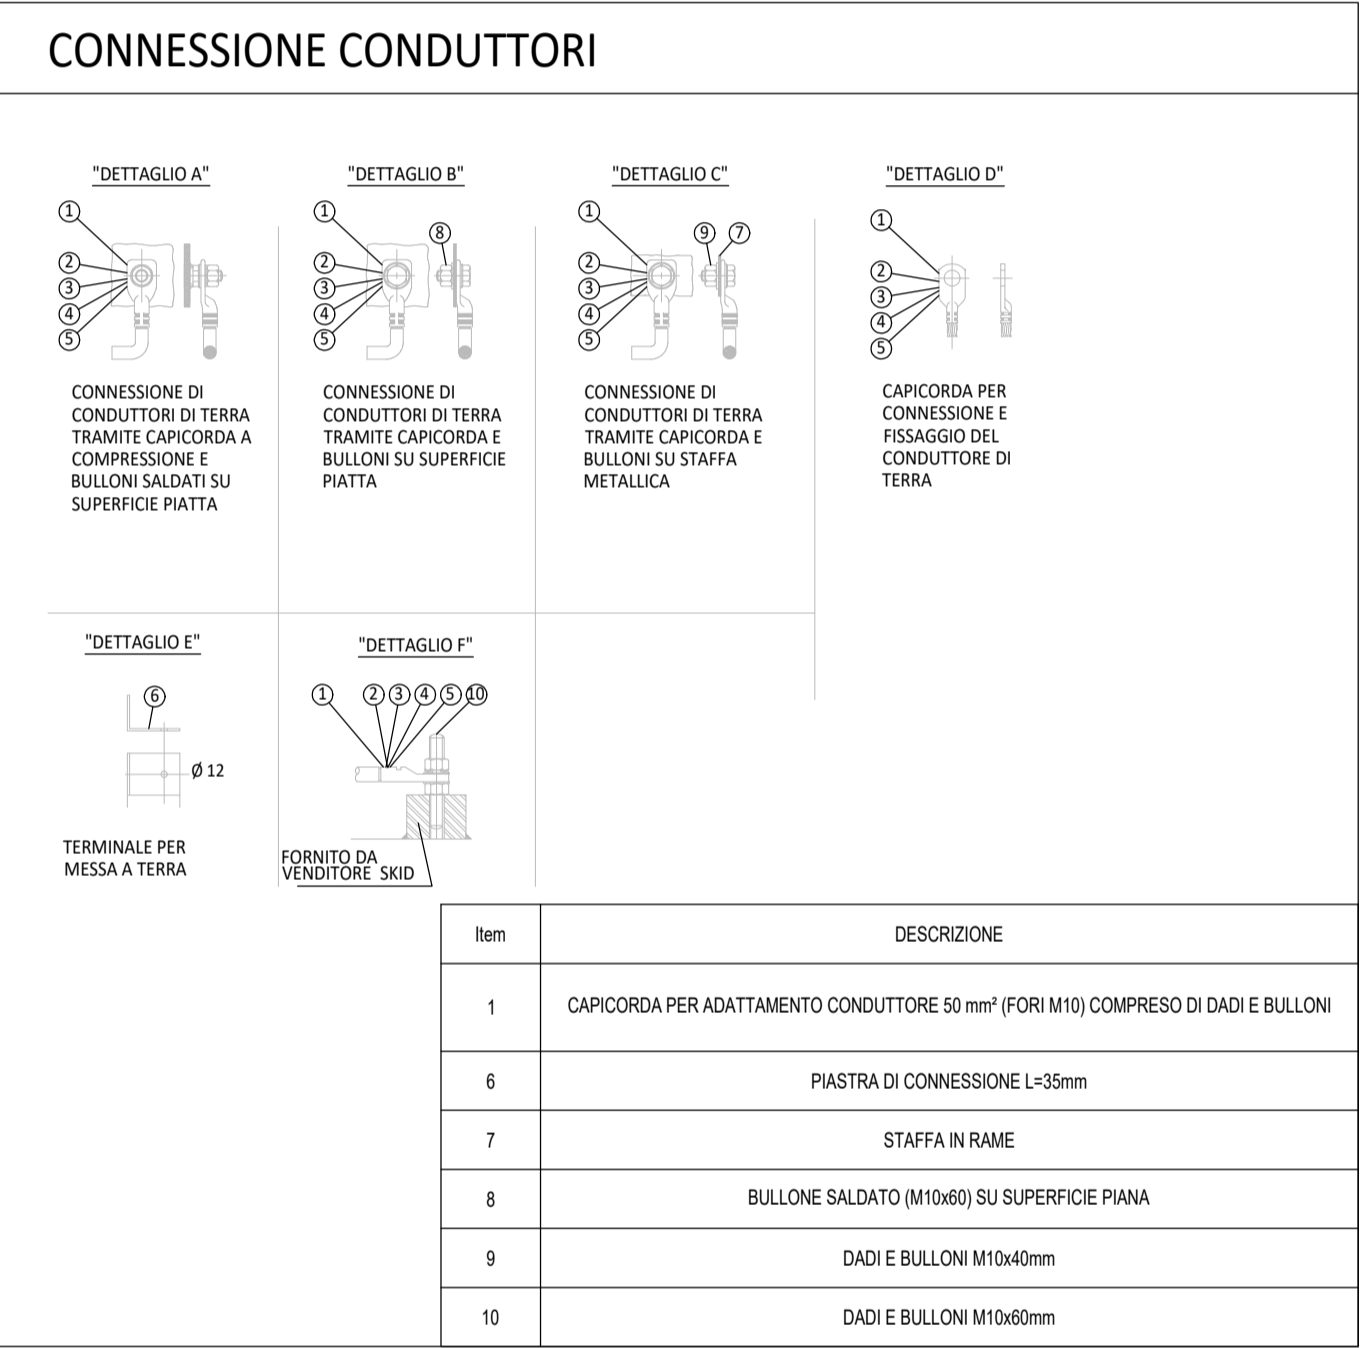 CONNESSIONE CONDUTTORI
"DETTAGLIO A"
1
2
3
4
5
CONNESSIONE DI
CONDUTTORI DI TERRA
TRAMITE CAPICORDA A
COMPRESSIONE E
BULLONI SALDATI SU
SUPERFICIE PIATTA
"DETTAGLIO B"
1
8
2
3
4
5
CONNESSIONE DI
CONDUTTORI DI TERRA
TRAMITE CAPICORDA E
BULLONI SU SUPERFICIE
PIATTA
"DETTAGLIO C"
1
9 7
2
3
4
5
CONNESSIONE DI
CONDUTTORI DI TERRA
TRAMITE CAPICORDA E
BULLONI SU STAFFA
METALLICA
"DETTAGLIO D"
1
2
3
4
5
CAPICORDA PER
CONNESSIONE E
FISSAGGIO DEL
CONDUTTORE DI
TERRA
"DETTAGLIO E"
6
Ø 12
TERMINALE PER
MESSA A TERRA
"DETTAGLIO F"
1 2 3 4 5 10
FORNITO DA
VENDITORE SKID
Item DESCRIZIONE
1 CAPICORDA PER ADATTAMENTO CONDUTTORE 50 mm² (FORI M10) COMPRESO DI DADI E BULLONI
6 PIASTRA DI CONNESSIONE L=35mm
7 STAFFA IN RAME
8 BULLONE SALDATO (M10x60) SU SUPERFICIE PIANA
9 DADI E BULLONI M10x40mm
10 DADI E BULLONI M10x60mm